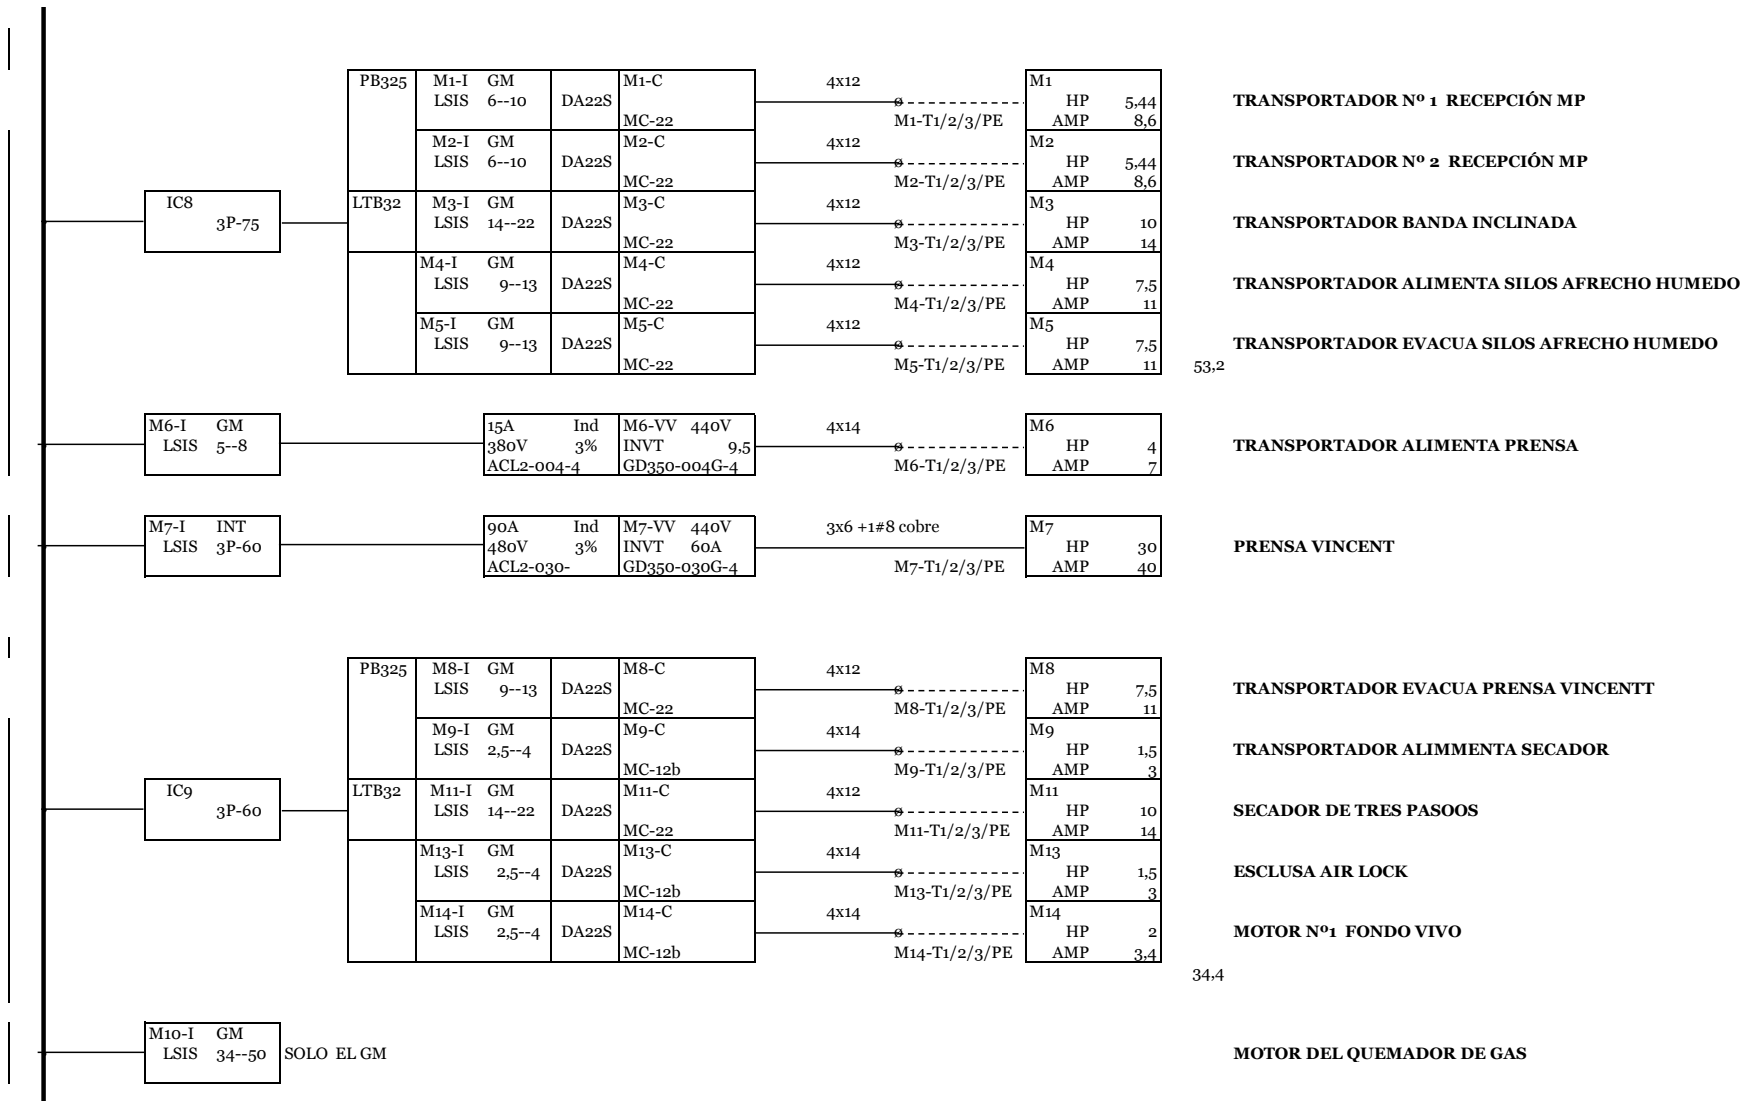 PB325 M1-I GM M1-C 4x12 M1
LSIS 6--10 DA22S ø HP 5,44 TRANSPORTADOR Nº 1 RECEPCIÓN MP
MC-22 M1-T1/2/3/PE AMP 8,6
M2-I GM M2-C 4x12 M2
LSIS 6--10 DA22S ø HP 5,44 TRANSPORTADOR Nº 2 RECEPCIÓN MP
MC-22 M2-T1/2/3/PE AMP 8,6
IC8 LTB32 M3-I GM M3-C 4x12 M3
3P-75 LSIS 14--22 DA22S ø HP 10 TRANSPORTADOR BANDA INCLINADA
MC-22 M3-T1/2/3/PE AMP 14
M4-I GM M4-C 4x12 M4
LSIS 9--13 DA22S ø HP 7,5 TRANSPORTADOR ALIMENTA SILOS AFRECHO HUMEDO
MC-22 M4-T1/2/3/PE AMP 11
M5-I GM M5-C 4x12 M5
LSIS 9--13 DA22S ø HP 7,5 TRANSPORTADOR EVACUA SILOS AFRECHO HUMEDO
MC-22 M5-T1/2/3/PE AMP 11 53,2
M6-I GM 15A Ind M6-VV 440V 4x14 M6
LSIS 5--8 380V 3% INVT 9,5 ø HP 4 TRANSPORTADOR ALIMENTA PRENSA
ACL2-004-4 GD350-004G-4 M6-T1/2/3/PE AMP 7
M7-I INT 90A Ind M7-VV 440V 3x6 +1#8 cobre M7
LSIS 3P-60 480V 3% INVT 60A HP 30 PRENSA VINCENT
ACL2-030- GD350-030G-4 M7-T1/2/3/PE AMP 40
PB325 M8-I GM M8-C 4x12 M8
LSIS 9--13 DA22S ø HP 7,5 TRANSPORTADOR EVACUA PRENSA VINCENTT
MC-22 M8-T1/2/3/PE AMP 11
M9-I GM M9-C 4x14 M9
LSIS 2,5--4 DA22S ø HP 1,5 TRANSPORTADOR ALIMMENTA SECADOR
MC-12b M9-T1/2/3/PE AMP 3
IC9 LTB32 M11-I GM M11-C 4x12 M11
3P-60 LSIS 14--22 DA22S ø HP 10 SECADOR DE TRES PASOOS
MC-22 M11-T1/2/3/PE AMP 14
M13-I GM M13-C 4x14 M13
LSIS 2,5--4 DA22S ø HP 1,5 ESCLUSA AIR LOCK
MC-12b M13-T1/2/3/PE AMP 3
M14-I GM M14-C 4x14 M14
LSIS 2,5--4 DA22S ø HP 2 MOTOR Nº1 FONDO VIVO
MC-12b M14-T1/2/3/PE AMP 3,4
34,4
M10-I GM
LSIS 34--50 SOLO EL GM MOTOR DEL QUEMADOR DE GAS